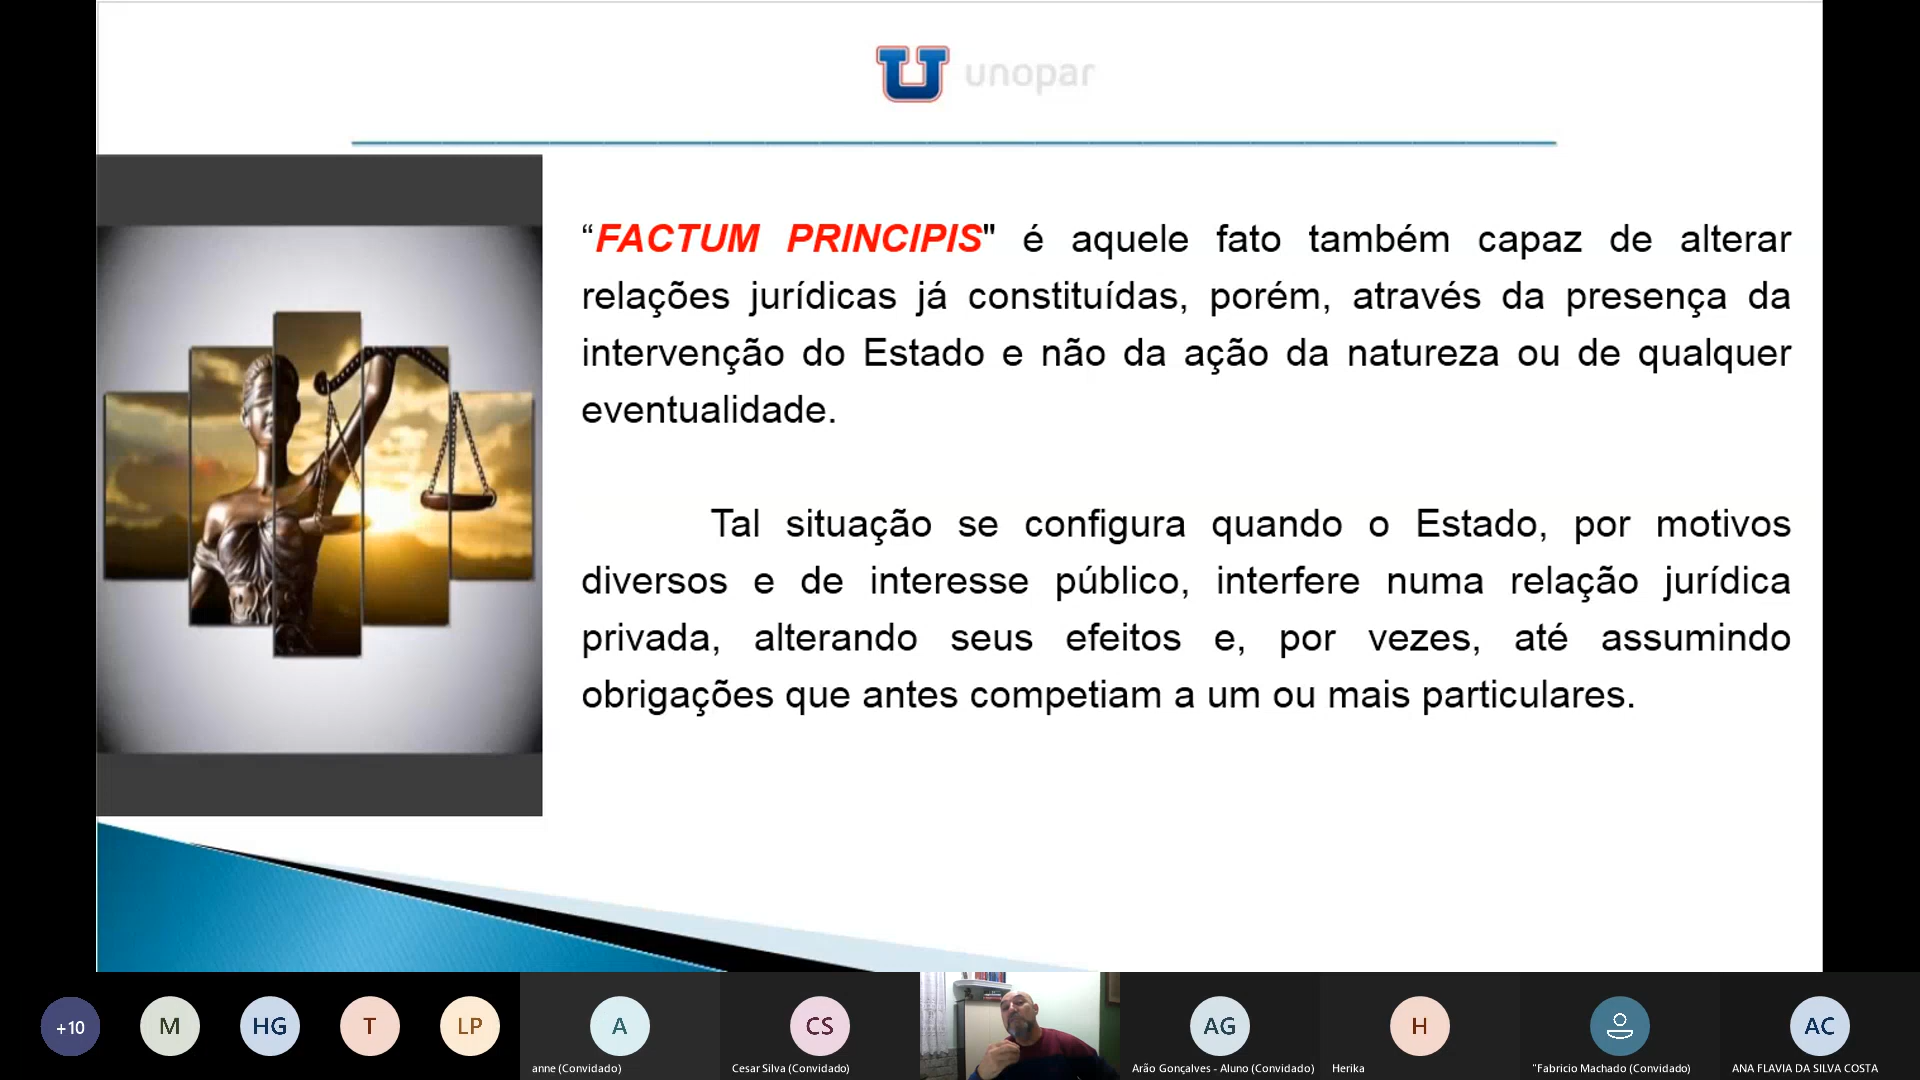 unopar
“FACTUM PRINCIPIS" é aquele fato também capaz de alterar
relações jurídicas já constituídas, porém, através da presença da
intervenção do Estado e não da ação da natureza ou de qualquer
eventualidade.
Tal situação se configura quando o Estado, por motivos
diversos e de interesse público, interfere numa relação jurídica
privada, alterando seus efeitos e, por vezes, até assumindo
obrigações que antes competiam a um ou mais particulares.
+10
M
HG
T
LP
A
CS
AG
H
AC
anne (Convidado)
Cesar Silva (Convidado)
Arão Gonçalves - Aluno (Convidado)
Herika
"Fabricio Machado (Convidado)
ANA FLAVIA DA SILVA COSTA